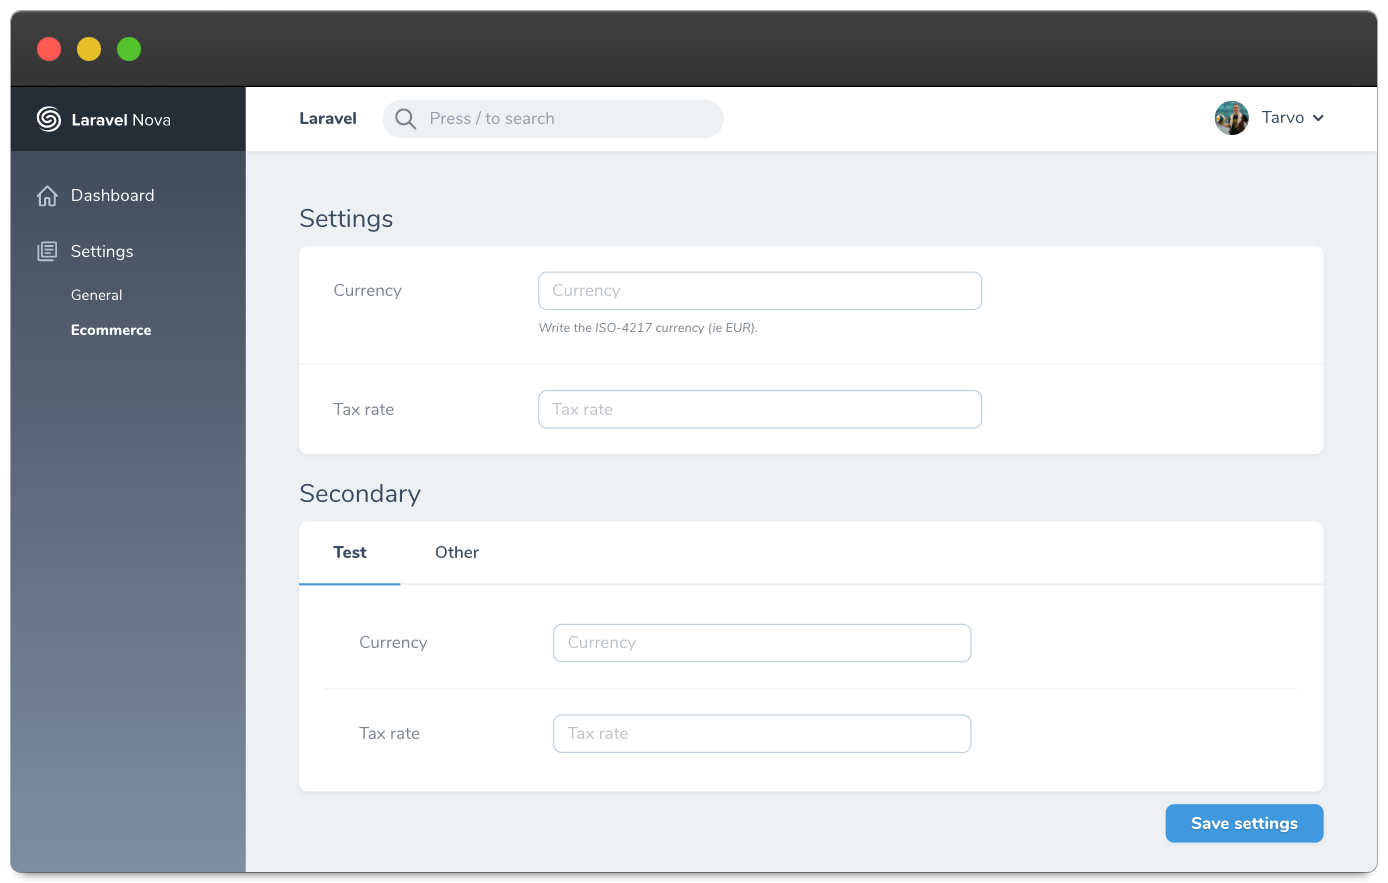 Laravel Nova
Laravel
Press / to search
Tarvo
Dashboard
Settings
General
Ecommerce
Settings
Currency
Currency
Write the ISO-4217 currency (ie EUR).
Tax rate
Tax rate
Secondary
Test
Other
Currency
Currency
Tax rate
Tax rate
Save settings